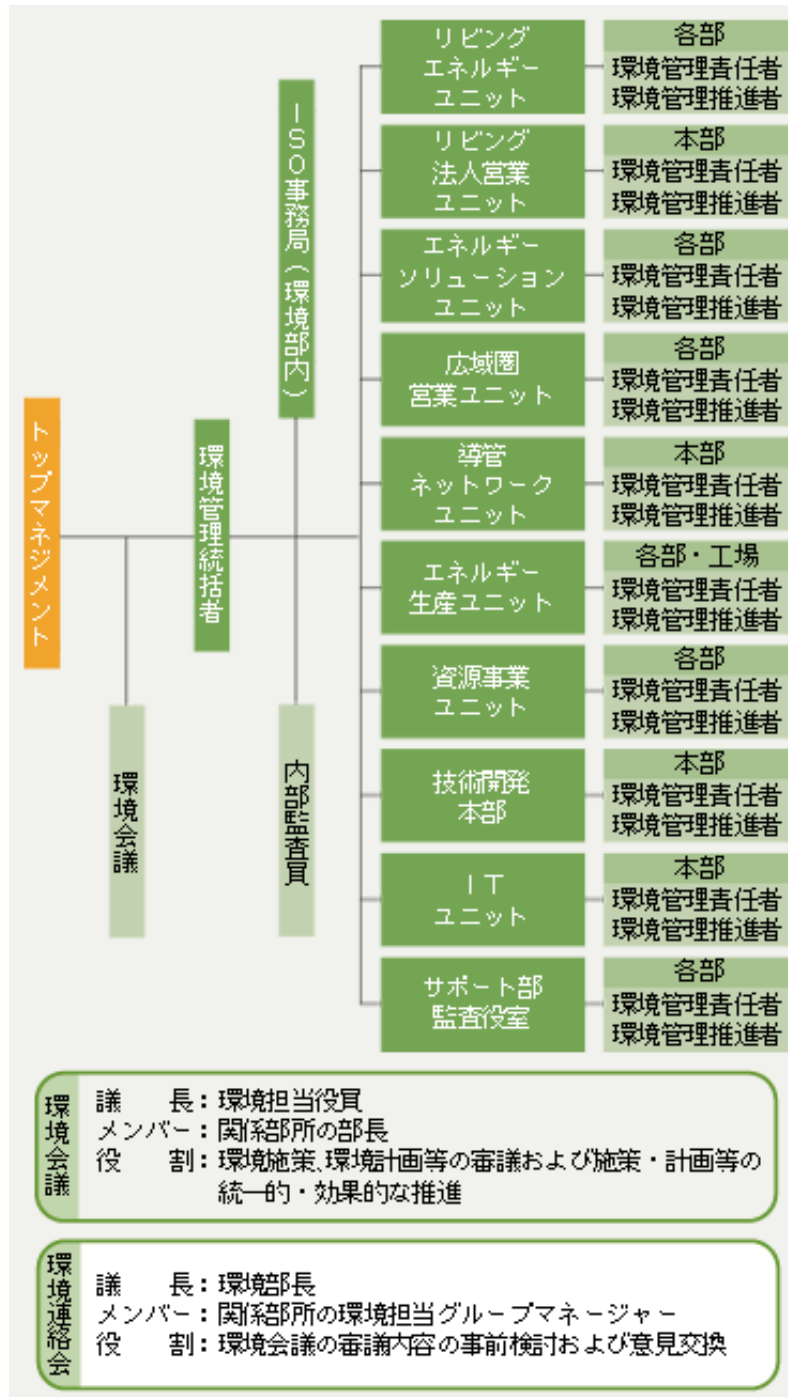 トップマネジメント
環境会議
環境管理統括者
ISO事務局（環境部内）
内部監査員
リビング
エネルギー
ユニット
各部
環境管理責任者
環境管理推進者
リビング
法人営業
ユニット
本部
環境管理責任者
環境管理推進者
エネルギー
ソリューション
ユニット
各部
環境管理責任者
環境管理推進者
広域圏
営業ユニット
各部
環境管理責任者
環境管理推進者
導管
ネットワーク
ユニット
本部
環境管理責任者
環境管理推進者
エネルギー
生産ユニット
各部・工場
環境管理責任者
環境管理推進者
資源事業
ユニット
各部
環境管理責任者
環境管理推進者
技術開発
本部
本部
環境管理責任者
環境管理推進者
IT
ユニット
本部
環境管理責任者
環境管理推進者
サポート部
監査役室
各部
環境管理責任者
環境管理推進者
環境会議
議　　長：環境担当役員
メンバー：関係部所の部長
役　　割：環境施策、環境計画等の審議および施策・計画等の
統一的・効果的な推進
環境連絡会
議　　長：環境部長
メンバー：関係部所の環境担当グループマネージャー
役　　割：環境会議の審議内容の事前検討および意見交換